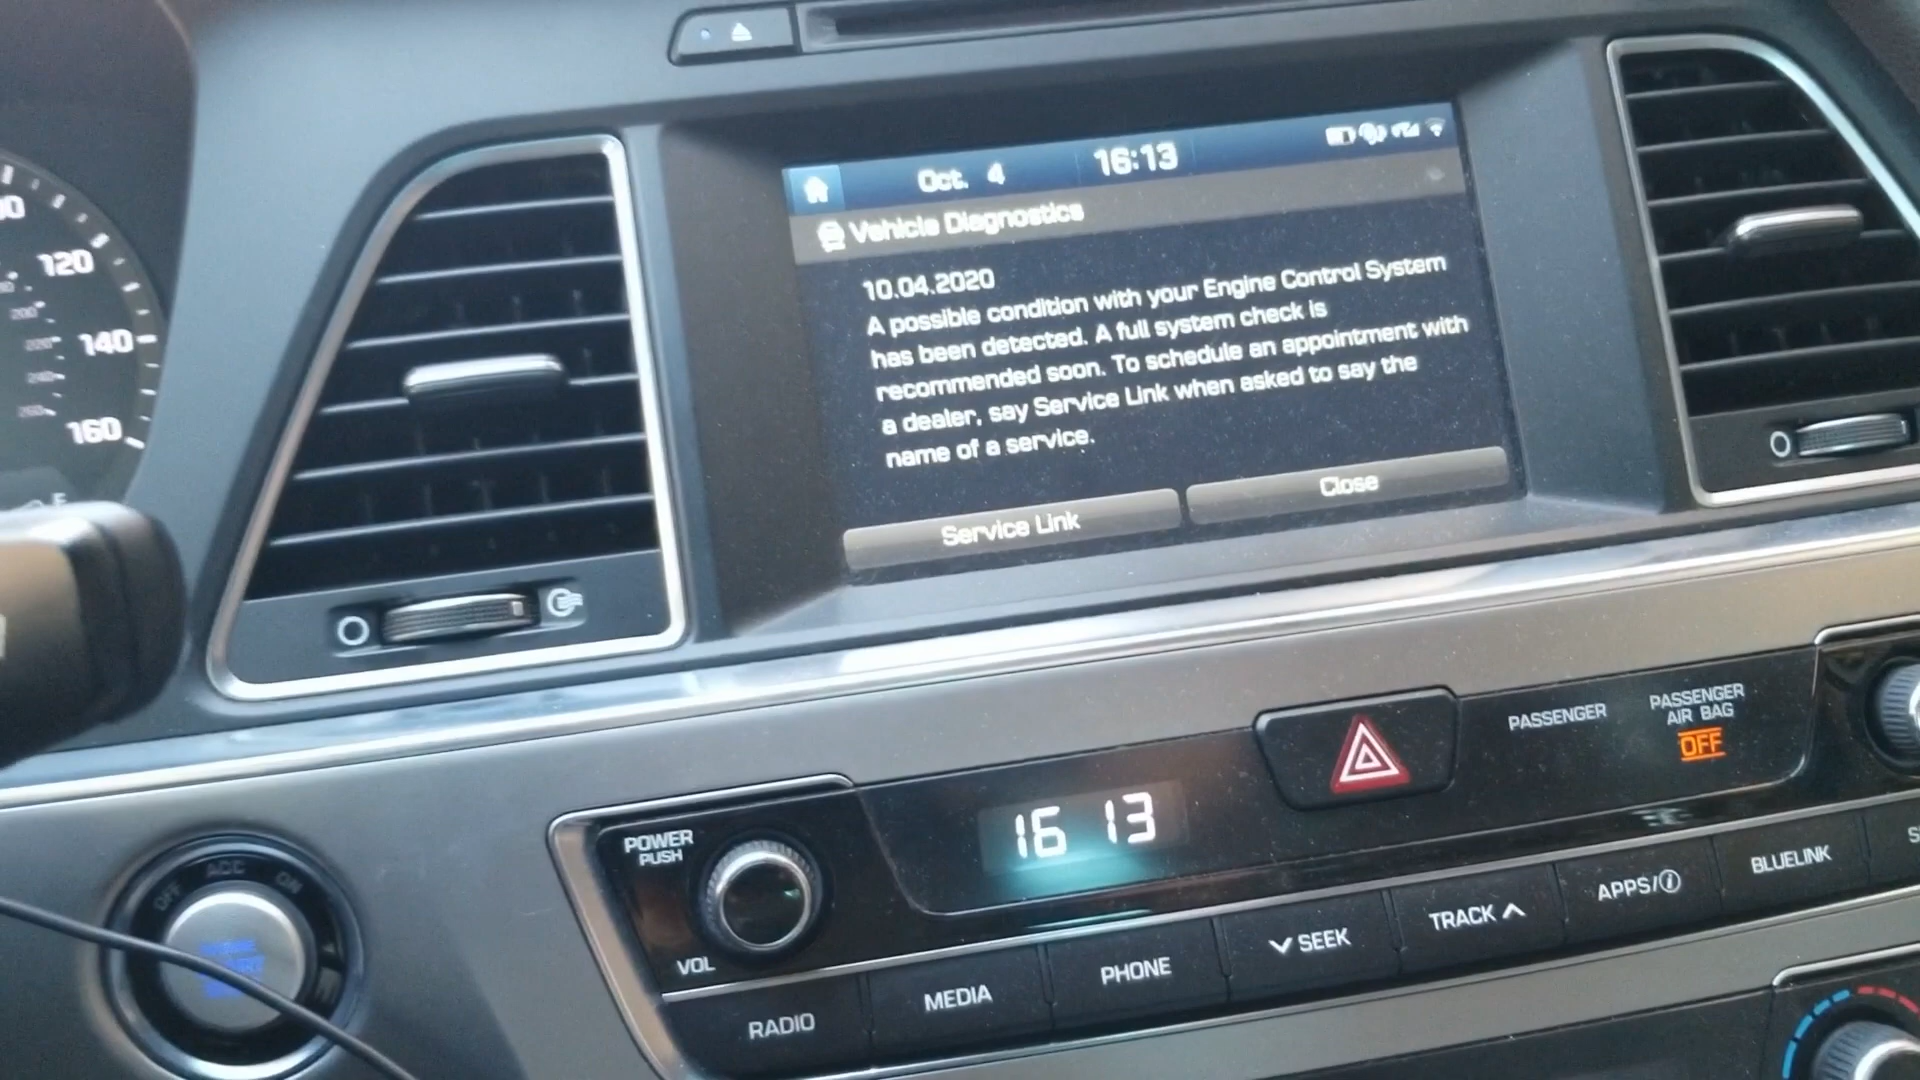 Oct. 4 16:13
Vehicle Diagnostics
10.04.2020
A possible condition with your Engine Control System
has been detected. A full system check is
recommended soon. To schedule an appointment with
a dealer, say Service Link when asked to say the
name of a service.
Service Link Close
120
140
160
PASSENGER
PASSENGER
AIR BAG
OFF
16 13
POWER
PUSH
VOL
OFF ACC ON
RADIO MEDIA PHONE SEEK TRACK APPS/i BLUELINK